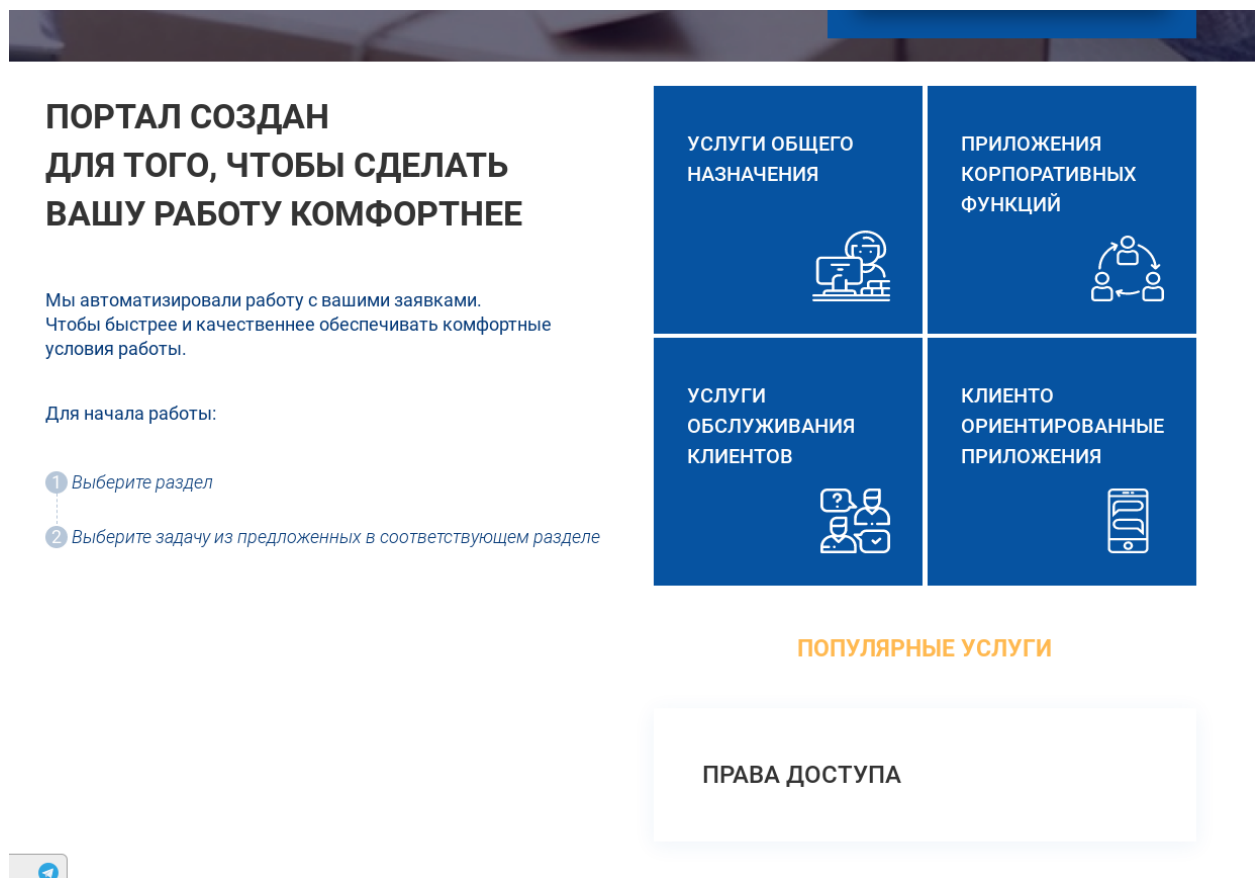 ПОРТАЛ СОЗДАН
ДЛЯ ТОГО, ЧТОБЫ СДЕЛАТЬ
ВАШУ РАБОТУ КОМФОРТНЕЕ
Мы автоматизировали работу с вашими заявками.
Чтобы быстрее и качественнее обеспечивать комфортные
условия работы.
Для начала работы:
1 Выберите раздел
2 Выберите задачу из предложенных в соответствующем разделе
УСЛУГИ ОБЩЕГО
НАЗНАЧЕНИЯ
ПРИЛОЖЕНИЯ
КОРПОРАТИВНЫХ
ФУНКЦИЙ
УСЛУГИ
ОБСЛУЖИВАНИЯ
КЛИЕНТОВ
КЛИЕНТО
ОРИЕНТИРОВАННЫЕ
ПРИЛОЖЕНИЯ
ПОПУЛЯРНЫЕ УСЛУГИ
ПРАВА ДОСТУПА